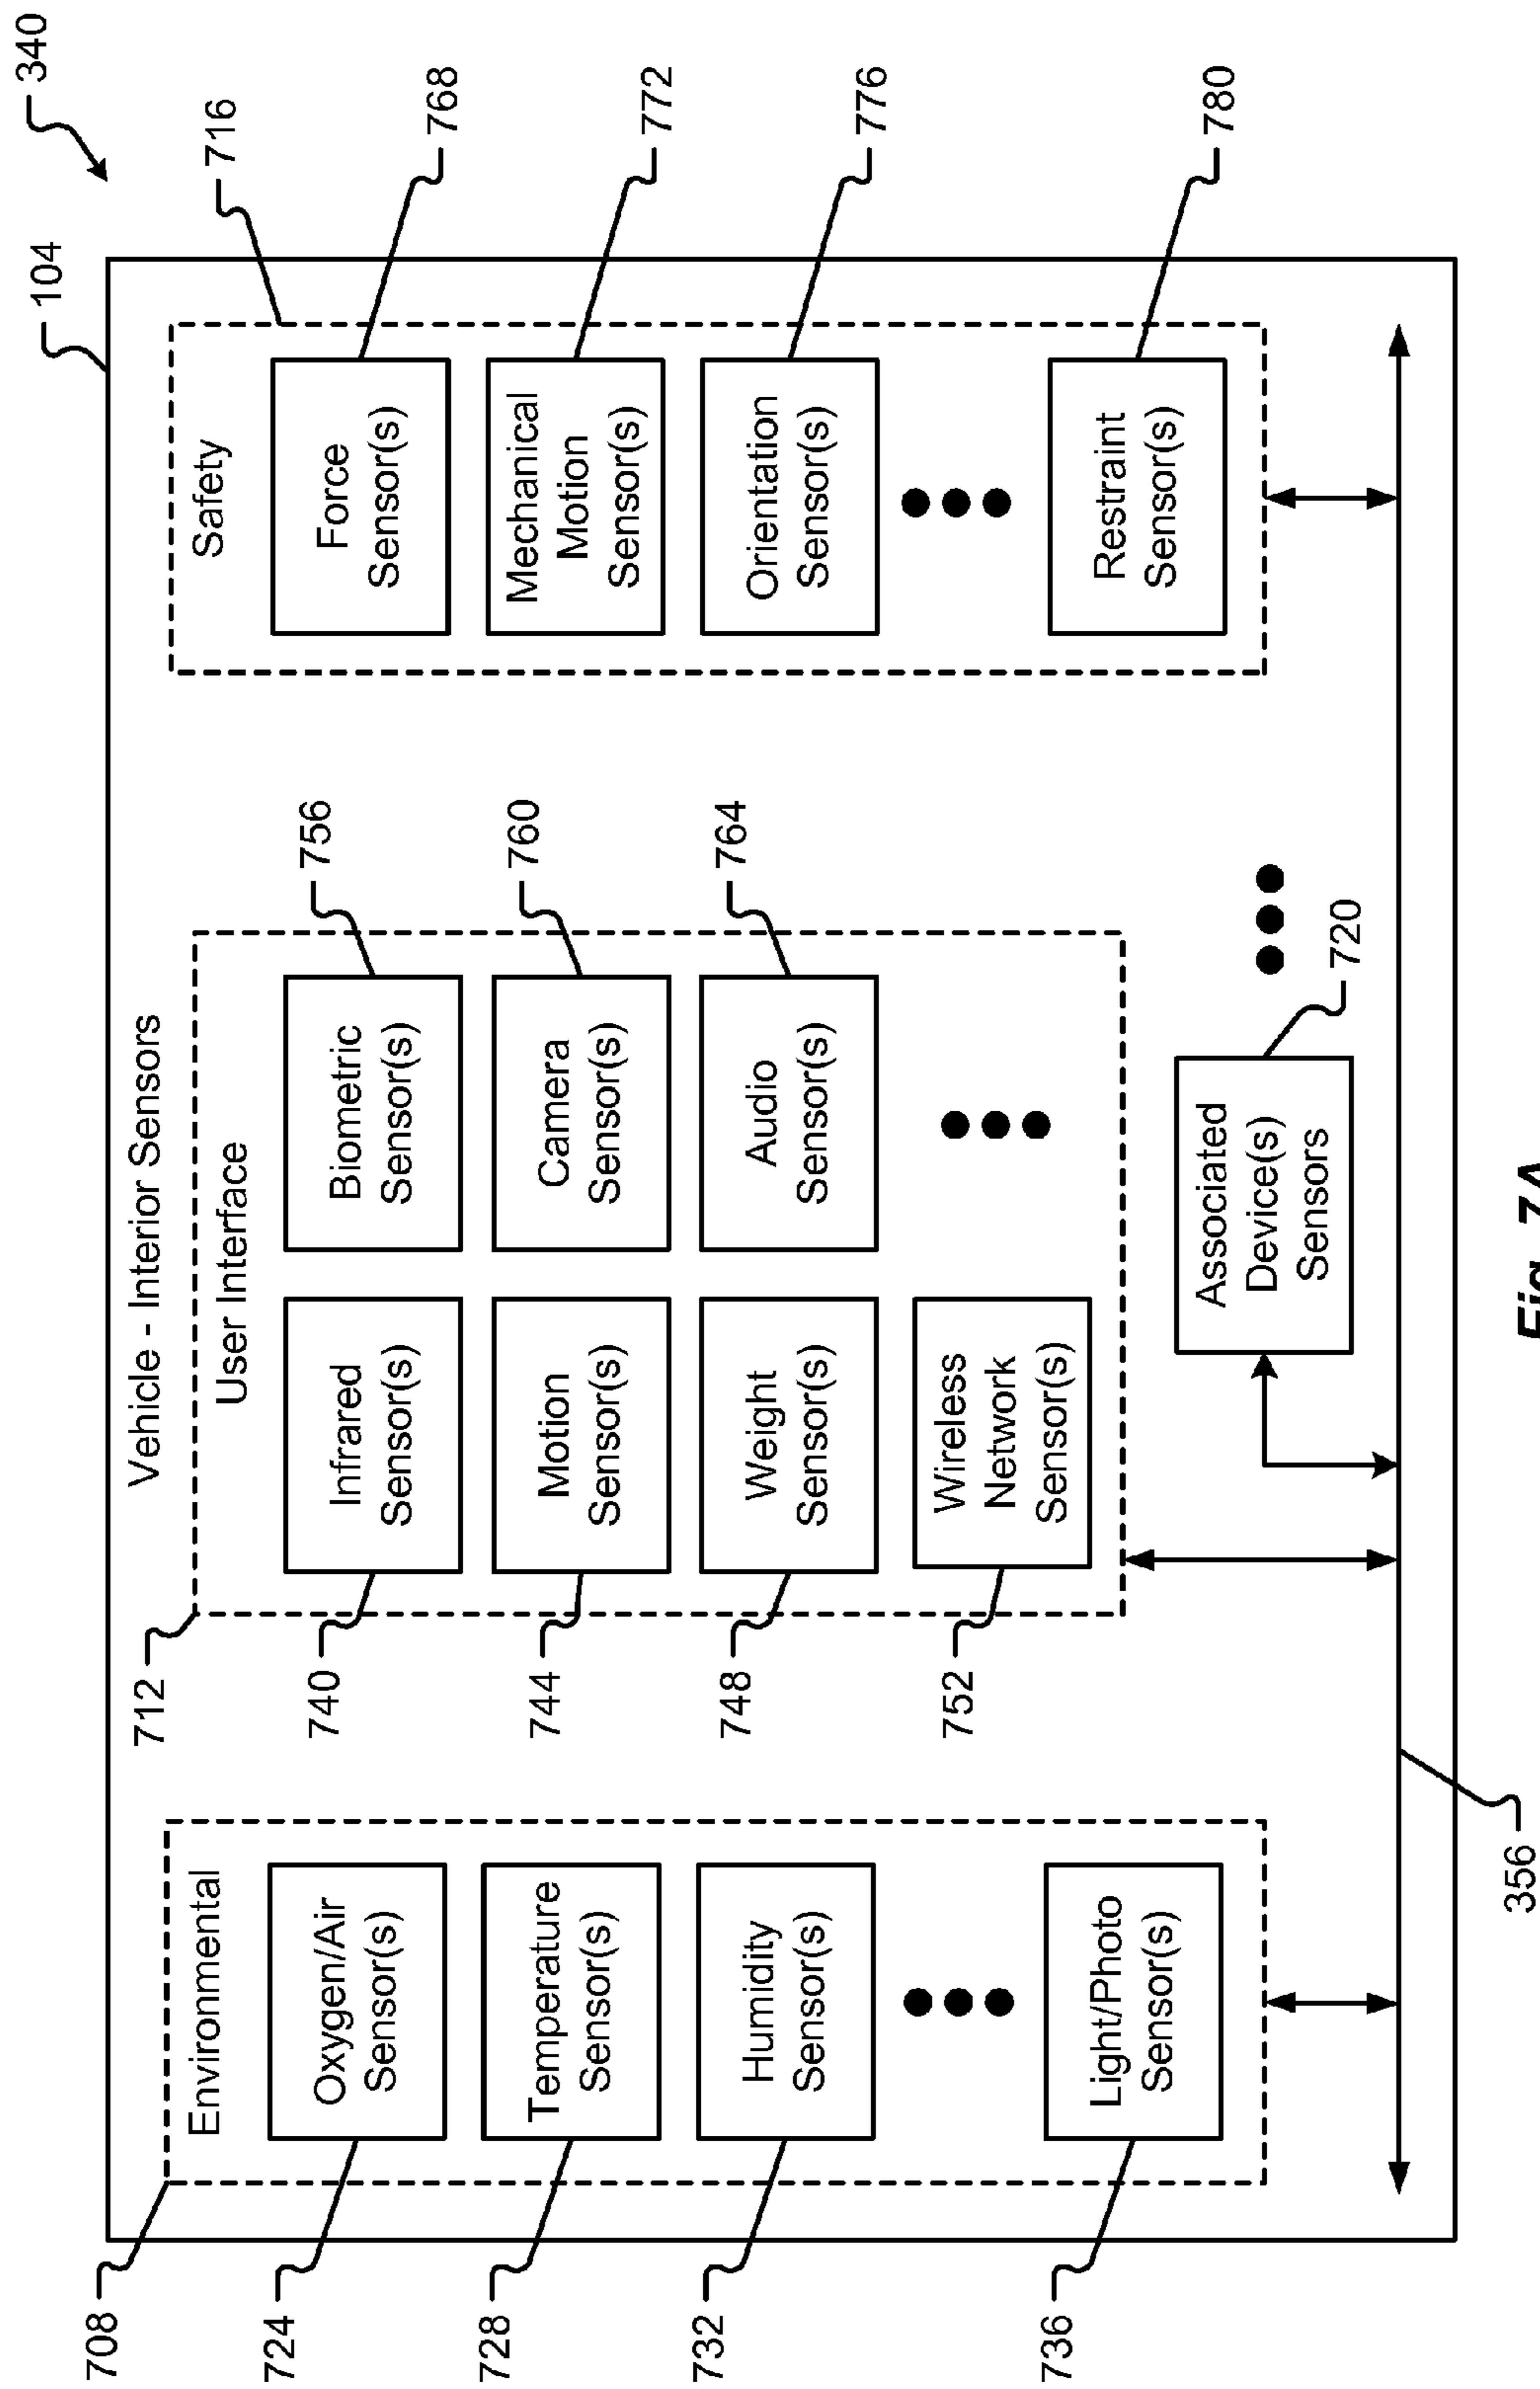 340
104
716
Vehicle - Interior Sensors
708
Environmental
724
Oxygen/Air
Sensor(s)
728
Temperature
Sensor(s)
732
Humidity
Sensor(s)
736
Light/Photo
Sensor(s)
712
User Interface
740
Infrared
Sensor(s)
Biometric
Sensor(s)
756
744
Motion
Sensor(s)
Camera
Sensor(s)
760
748
Weight
Sensor(s)
Audio
Sensor(s)
764
752
Wireless
Network
Sensor(s)
Associated
Device(s)
Sensors
720
Safety
Force
Sensor(s)
768
Mechanical
Motion
Sensor(s)
772
Orientation
Sensor(s)
776
Restraint
Sensor(s)
780
356
Fig. 7A